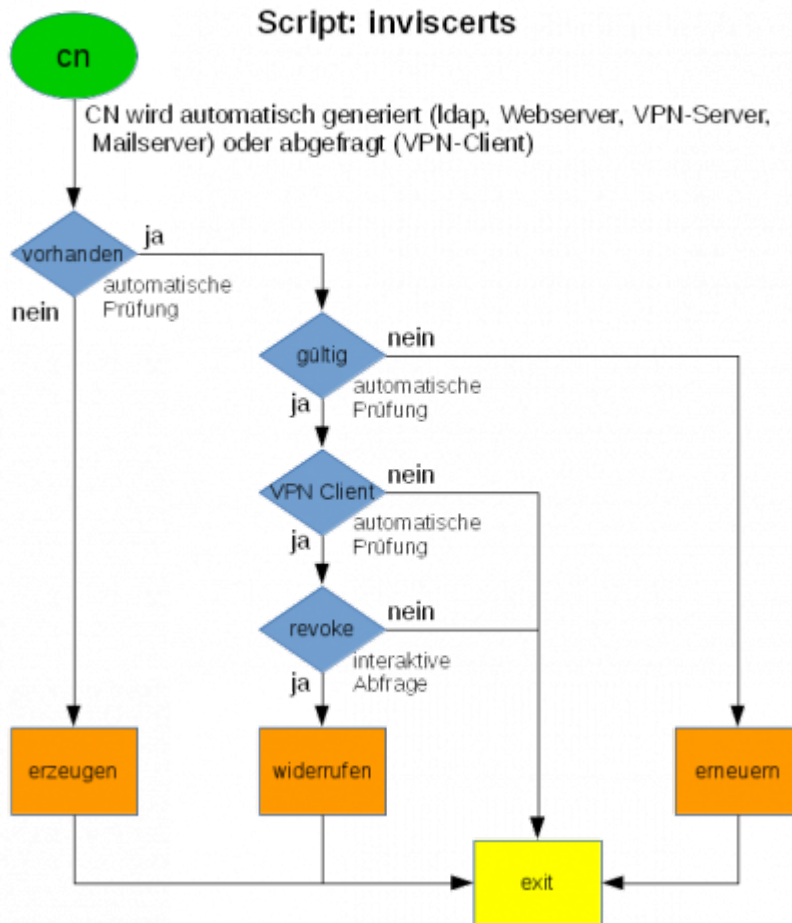 Script: inviscerts
cn
CN wird automatisch generiert (ldap, Webserver, VPN-Server,
Mailserver) oder abgefragt (VPN-Client)
ja
vorhanden
automatische
Prüfung
nein
nein
gültig
automatische
Prüfung
ja
nein
VPN Client
automatische
Prüfung
ja
nein
revoke
interaktive
Abfrage
ja
erzeugen
widerrufen
erneuern
exit